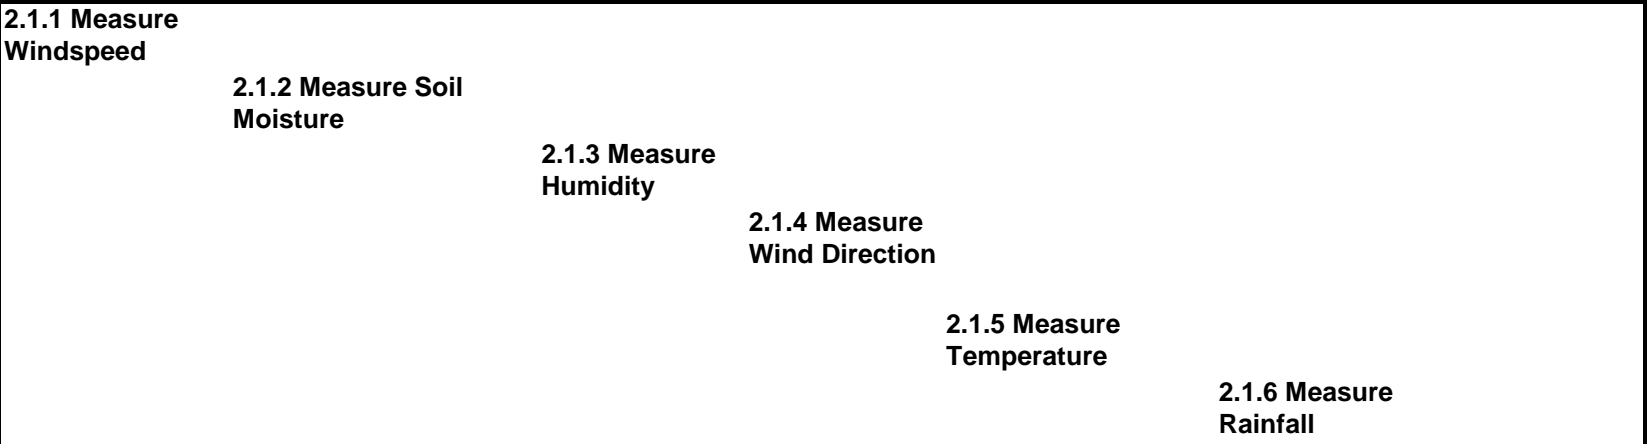 2.1.1 Measure
Windspeed
2.1.2 Measure Soil
Moisture
2.1.3 Measure
Humidity
2.1.4 Measure
Wind Direction
2.1.5 Measure
Temperature
2.1.6 Measure
Rainfall